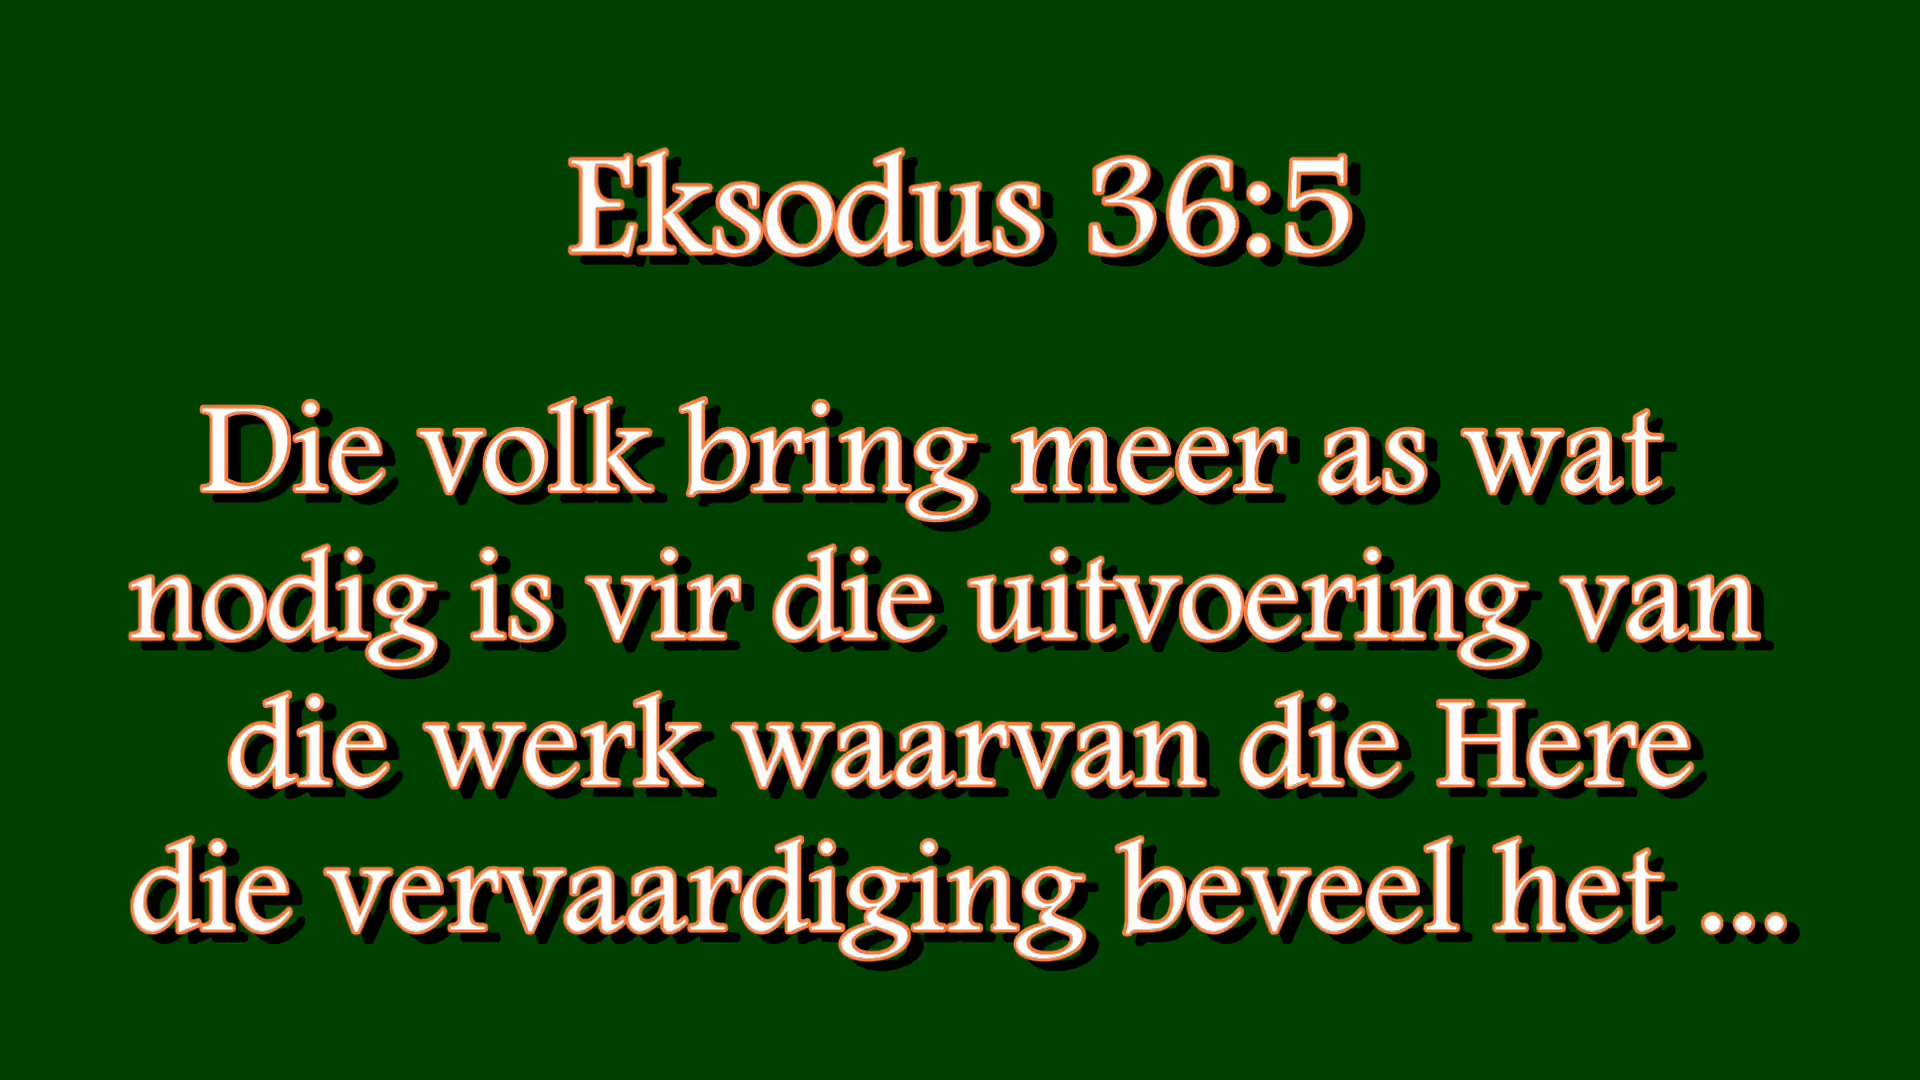 Eksodus 36:5
Die volk bring meer as wat
nodig is vir die uitvoering van
die werk waarvan die Here
die vervaardiging beveel het ...